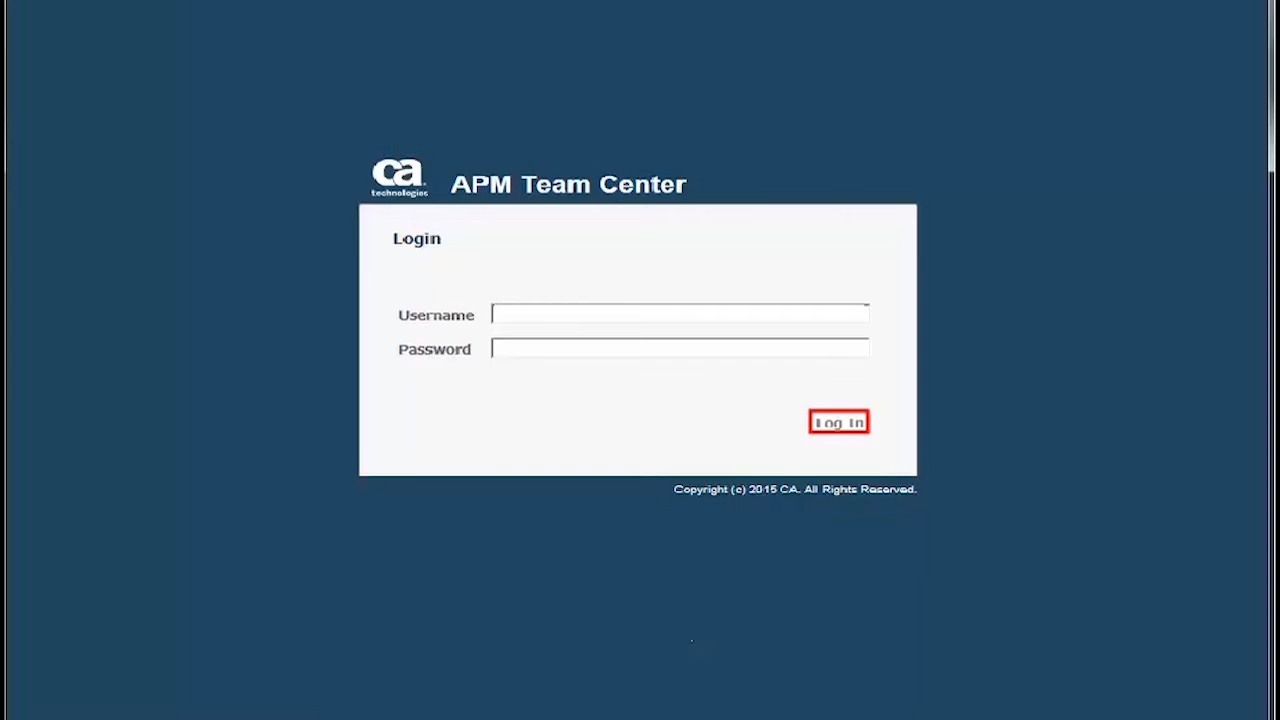 ca
technologies
APM Team Center
Login
Username
Password
Log In
Copyright (c) 2015 CA. All Rights Reserved.